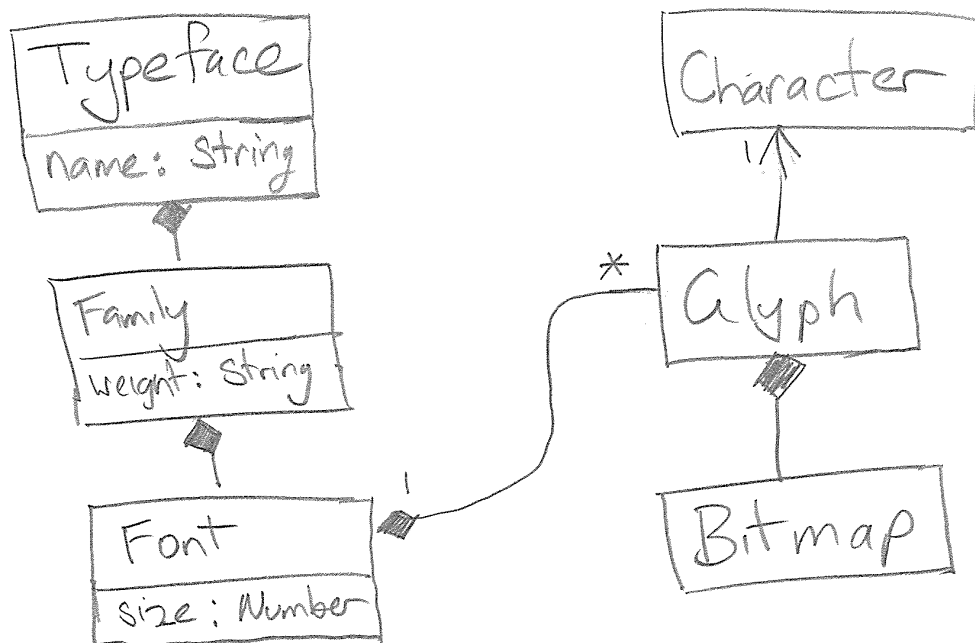 Typeface
name: String
Family
weight: String
Font
size: Number
1
*
Character
1
Glyph
Bitmap